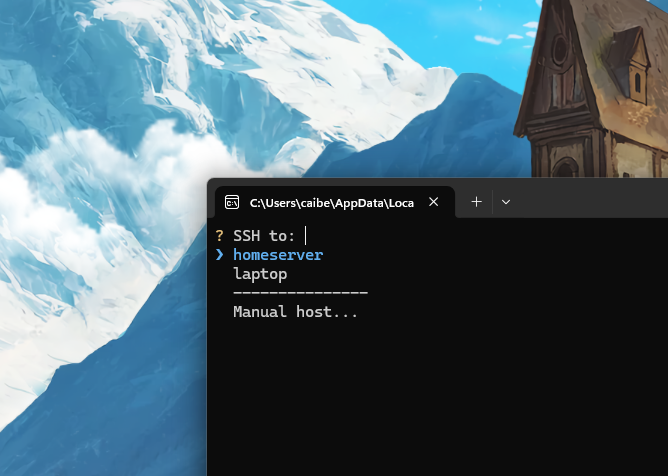 C:\Users\caibe\AppData\Loca
? SSH to:
❯ homeserver
laptop
---------------
Manual host...